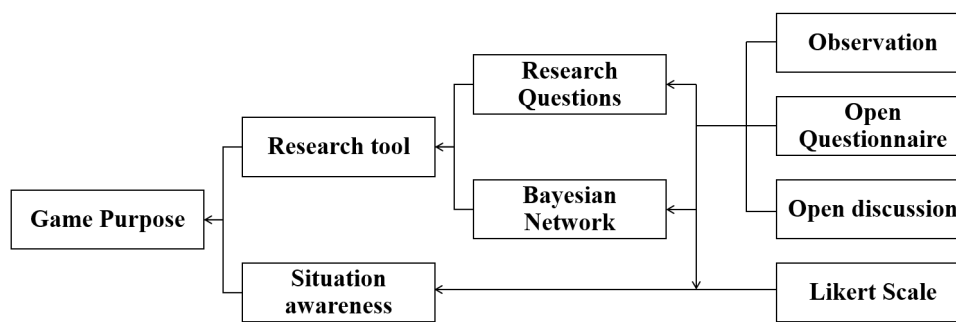 Observation
Research
Questions
Open
Questionnaire
Research tool
Bayesian
Network
Open discussion
Game Purpose
Situation
awareness
Likert Scale